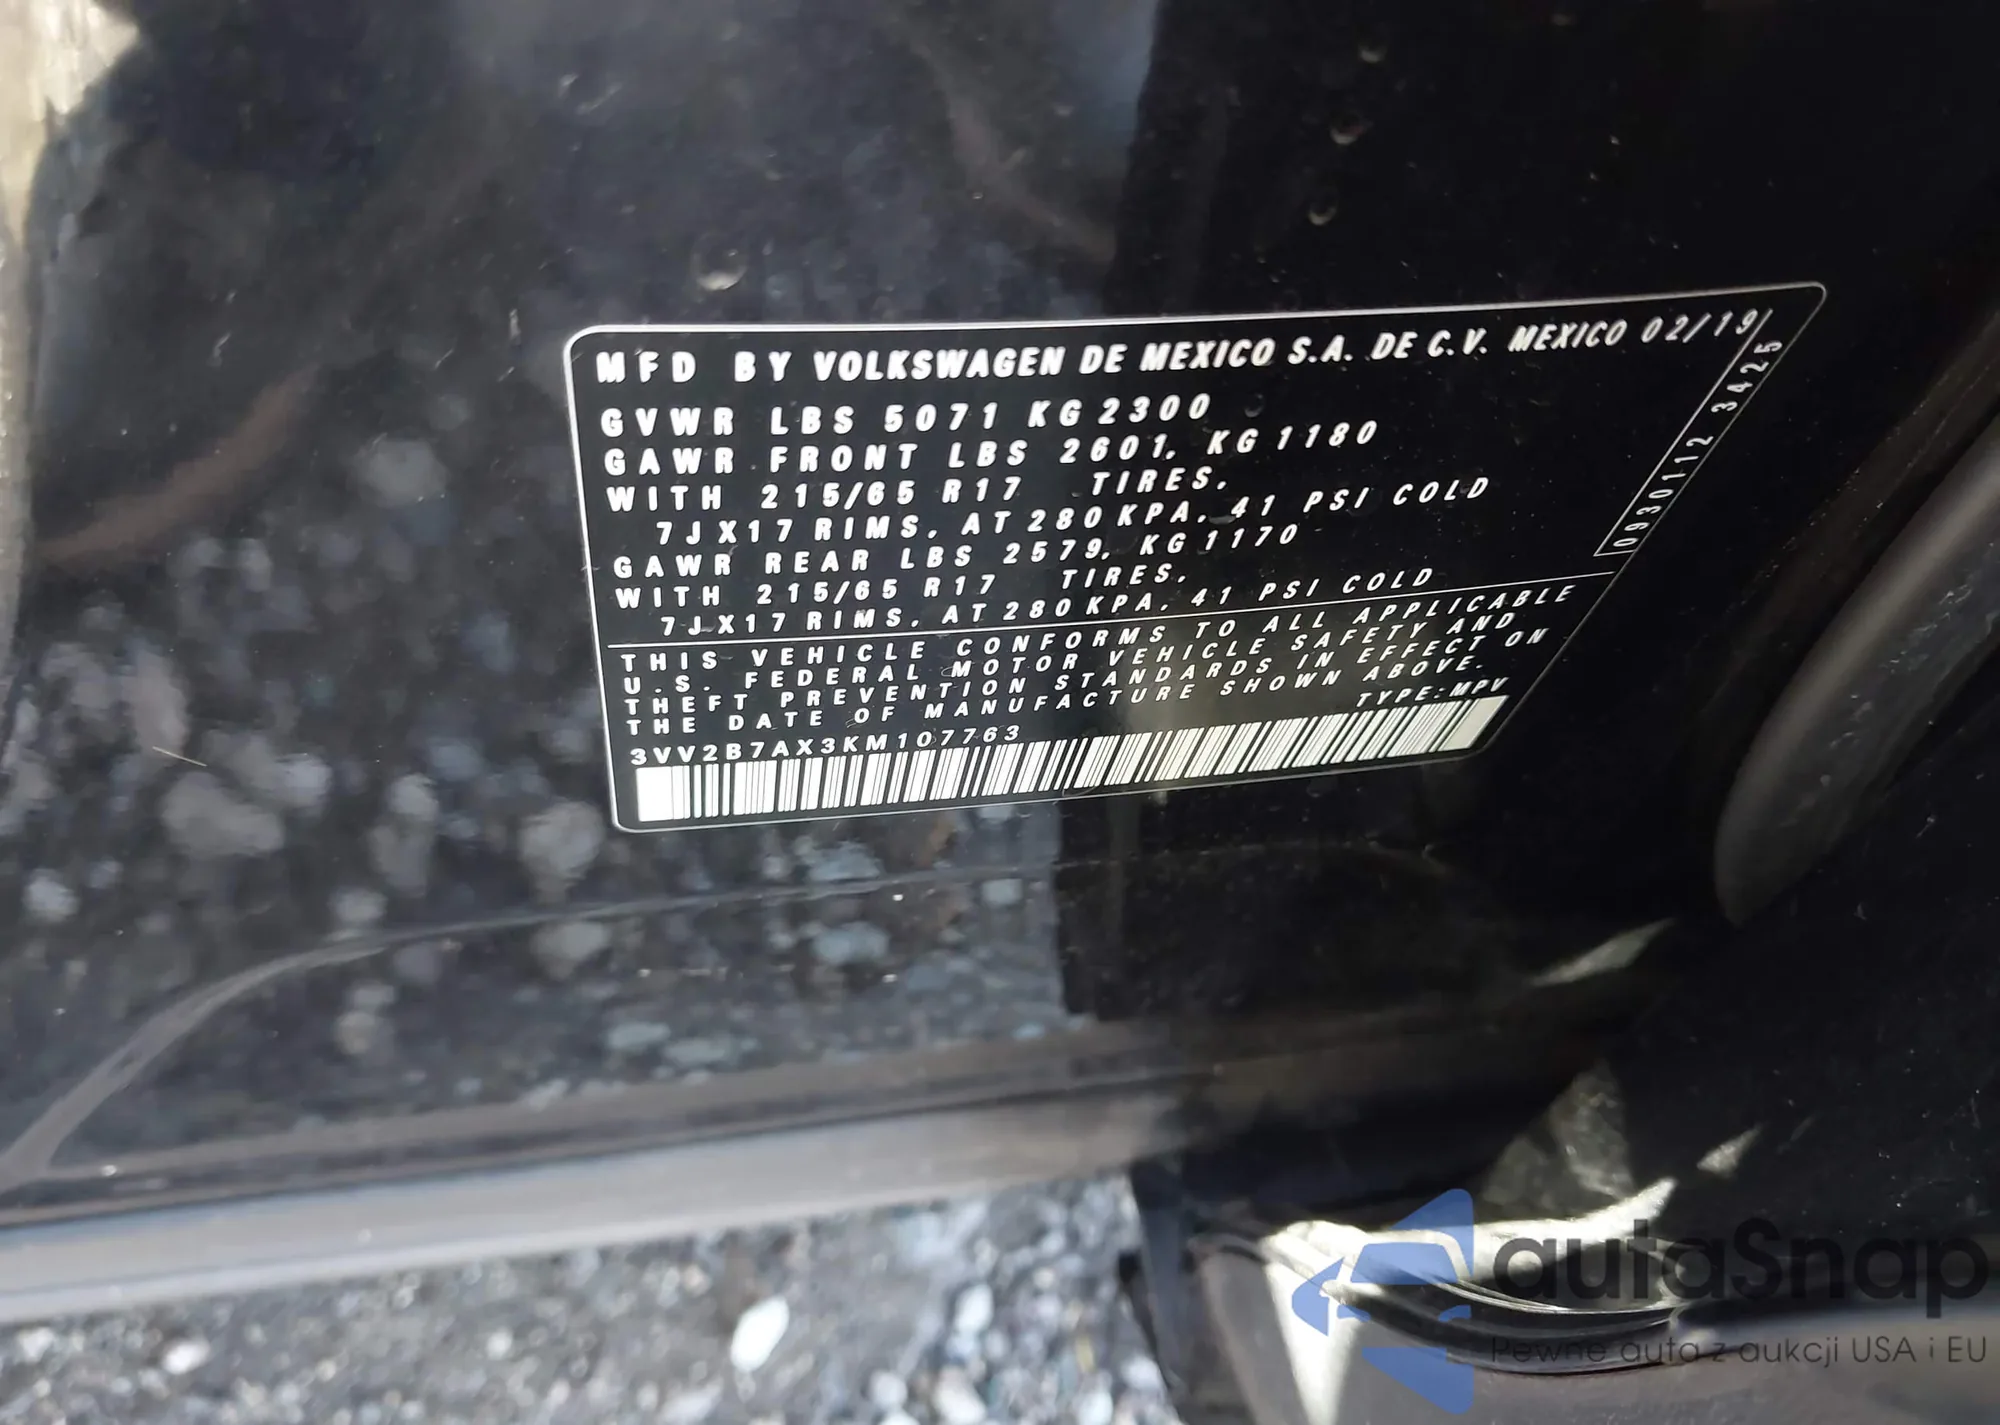 MFD BY VOLKSWAGEN DE MEXICO S.A. DE C.V. MEXICO 02/19
GVWR LBS 5071 KG 2300
GAWR FRONT LBS 2601, KG 1180
WITH 215/65 R17 TIRES,
7JX17 RIMS, AT 280 KPA, 41 PSI COLD
GAWR REAR LBS 2579, KG 1170
WITH 215/65 R17 TIRES,
7JX17 RIMS, AT 280 KPA, 41 PSI COLD
0930112 3425
THIS VEHICLE CONFORMS TO ALL APPLICABLE
U.S. FEDERAL MOTOR VEHICLE SAFETY AND
THEFT PREVENTION STANDARDS IN EFFECT ON
THE DATE OF MANUFACTURE SHOWN ABOVE.
3VV2B7AX3KM107763 TYPE: MPV
autaSnap
Pewne auta z aukcji USA i EU